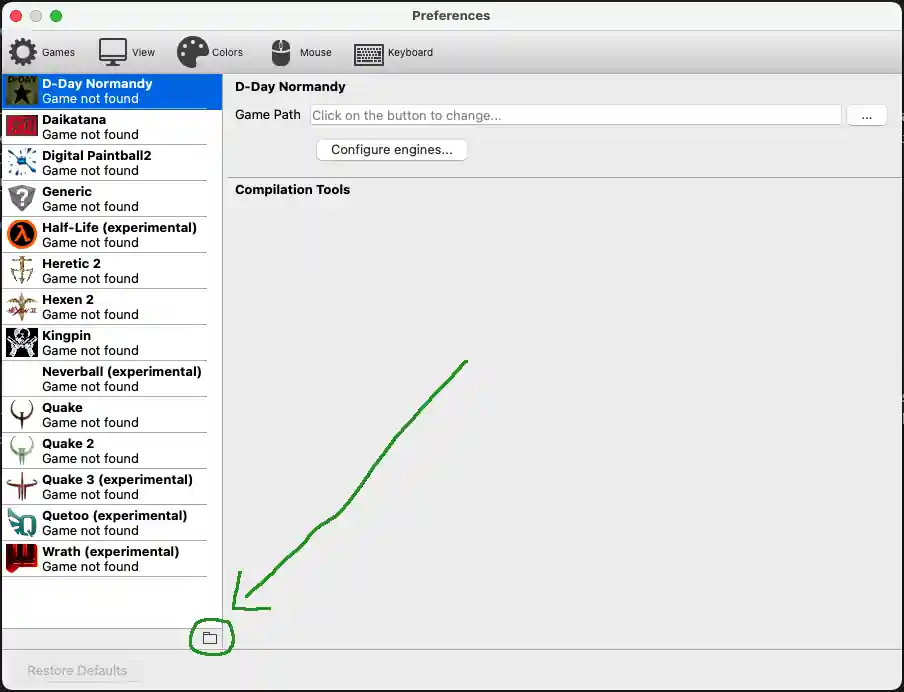 Preferences
Games View Colors Mouse Keyboard
D-Day Normandy
Game not found
Daikatana
Game not found
Digital Paintball2
Game not found
Generic
Game not found
Half-Life (experimental)
Game not found
Heretic 2
Game not found
Hexen 2
Game not found
Kingpin
Game not found
Neverball (experimental)
Game not found
Quake
Game not found
Quake 2
Game not found
Quake 3 (experimental)
Game not found
Quetoo (experimental)
Game not found
Wrath (experimental)
Game not found
D-Day Normandy
Game Path Click on the button to change... ...
Configure engines...
Compilation Tools
Restore Defaults